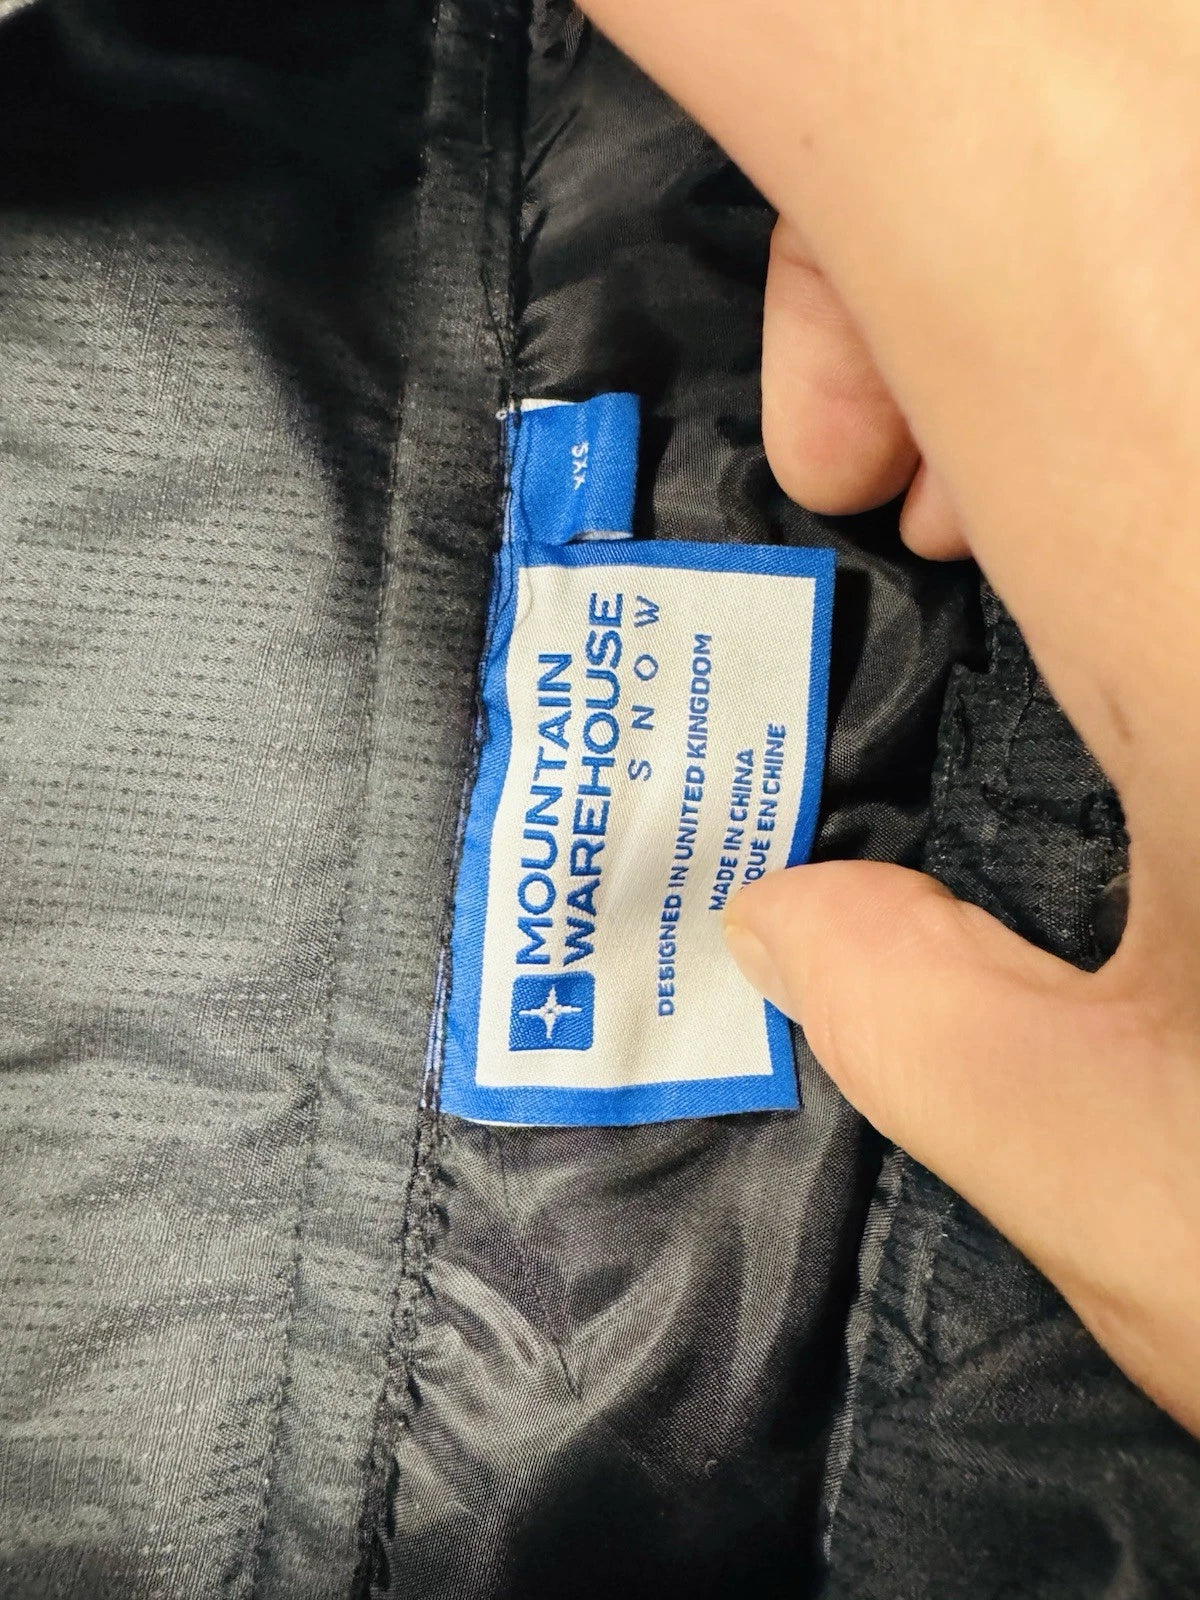 XXS
MOUNTAIN
WAREHOUSE
SNOW
DESIGNED IN UNITED KINGDOM
MADE IN CHINA
EN CHINE